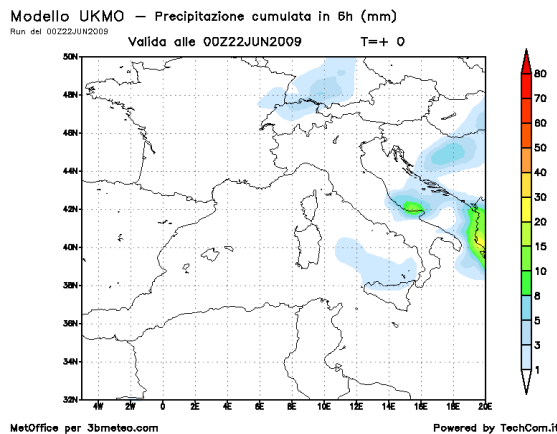 Modello UKMO – Precipitazione cumulata in 6h (mm)
Run del 00Z22JUN2009
Valida alle 00Z22JUN2009 T=+ 0
50N
48N
46N
44N
42N
40N
38N
36N
34N
32N
4W 2W 0 2E 4E 6E 8E 10E 12E 14E 16E 18E 20E
80
70
60
50
40
30
20
15
10
8
5
3
1
MetOffice per 3bmeteo.com Powered by TechCom.it